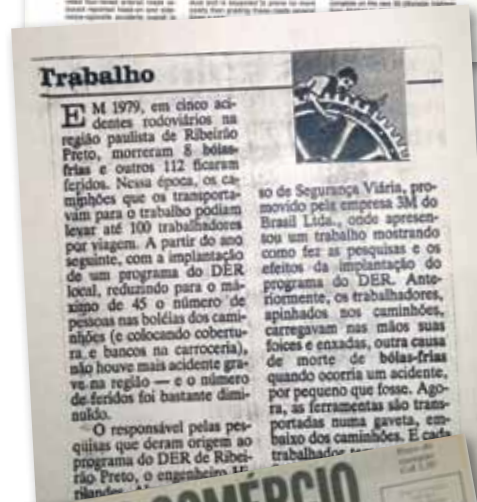 Trabalho
EM 1979, em cinco aci-
dentes rodoviários na
região paulista de Ribeirão
Preto, morreram 8 bóias-
frias e outros 112 ficaram
feridos. Nessa época, os ca-
minhões que os transporta-
vam para o trabalho podiam
levar até 100 trabalhadores
por viagem. A partir do ano
seguinte, com a implantação
de um programa do DER
local, reduzindo para o má-
ximo de 45 o número de
pessoas nas boléias dos cami-
nhões (e colocando cobertu-
ra e bancos na carroceria),
não houve mais acidente gra-
ve na região — e o número
de feridos foi bastante dimi-
nuído.
O responsável pelas pes-
quisas que deram origem ao
programa do DER de Ribei-
rão Preto, o engenheiro
so de Segurança Viária, pro-
movido pela empresa 3M do
Brasil Ltda., onde apresen-
tou um trabalho mostrando
como fez as pesquisas e os
efeitos da implantação do
programa do DER. Ante-
riormente, os trabalhadores,
apinhados nos caminhões,
carregavam nas mãos suas
foices e enxadas, outra causa
de morte de bóias-frias
quando ocorria um acidente,
por pequeno que fosse. Ago-
ra, as ferramentas são trans-
portadas numa gaveta, em-
baixo dos caminhões. E cada
trabalhador
COMÉRCIO